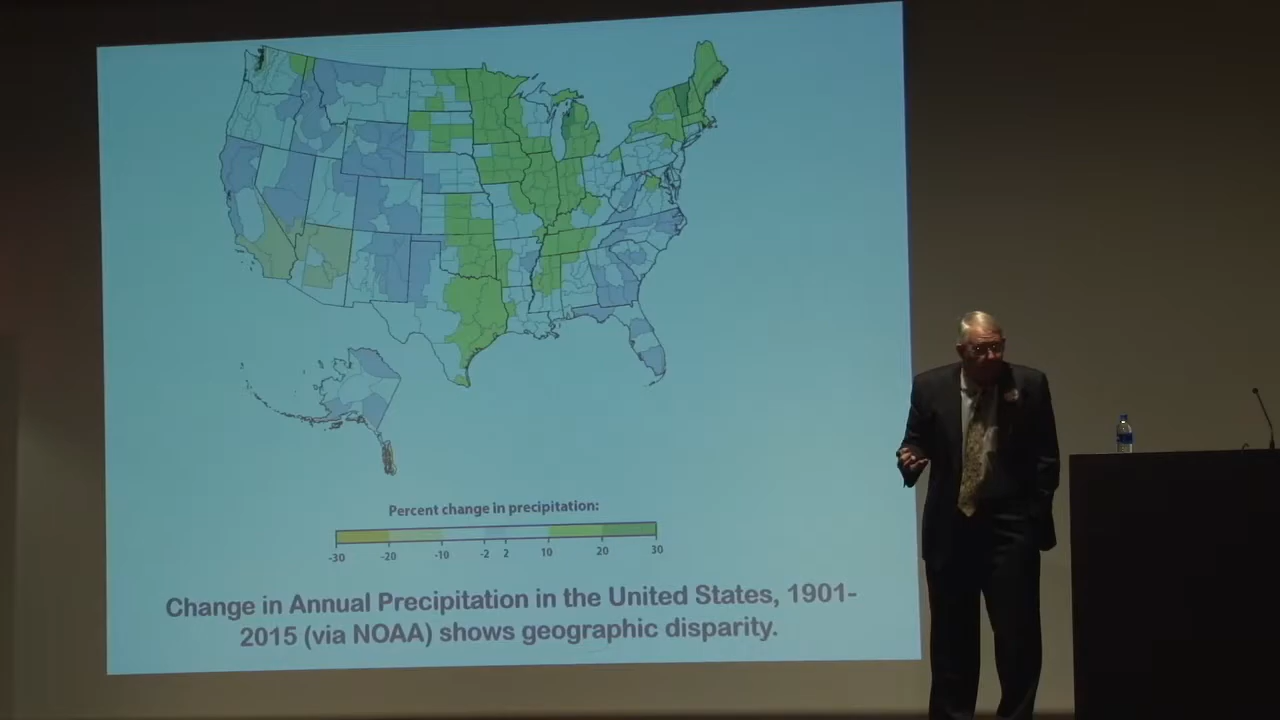 Percent change in precipitation:
-30 -20 -10 -2 2 10 20 30
Change in Annual Precipitation in the United States, 1901-
2015 (via NOAA) shows geographic disparity.